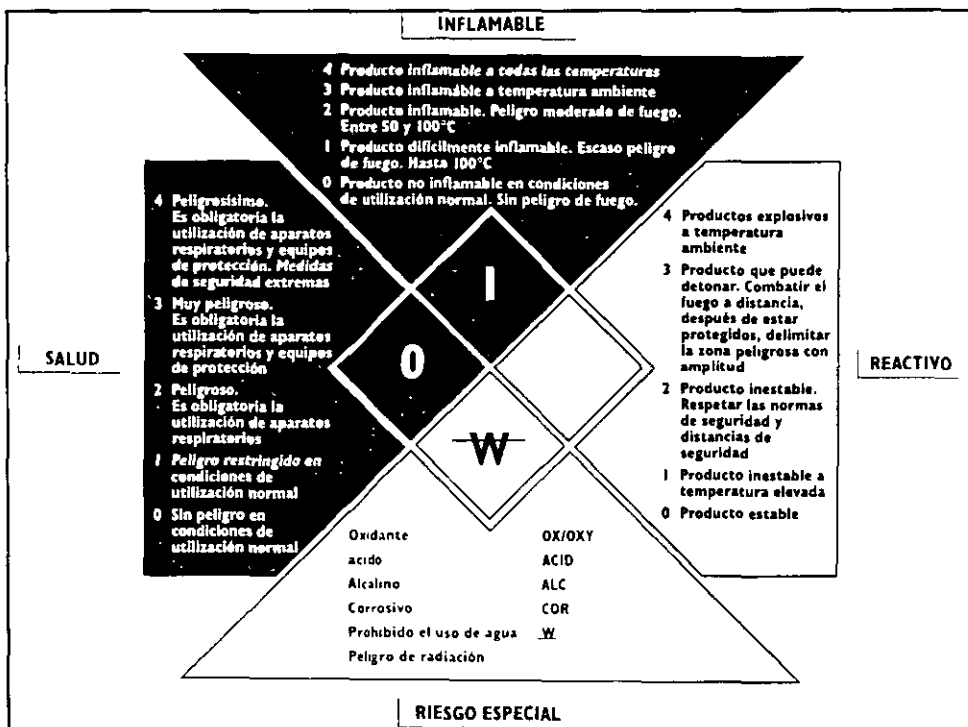 INFLAMABLE
4 Producto inflamable a todas las temperaturas
3 Producto inflamáble a temperatura ambiente
2 Producto inflamable. Peligro moderado de fuego.
Entre 50 y 100°C
1 Producto difícilmente inflamable. Escaso peligro
de fuego. Hasta 100°C
0 Producto no inflamable en condiciones
de utilización normal. Sin peligro de fuego.
SALUD
4 Peligrosísimo.
Es obligatoria la
utilización de aparatos
respiratorios y equipos
de protección. Medidas
de seguridad extremas
3 Muy peligroso.
Es obligatoria la
utilización de aparatos
respiratorios y equipos
de protección
2 Peligroso.
Es obligatoria la
utilización de aparatos
respiratorios
1 Peligro restringido en
condiciones de
utilización normal
0 Sin peligro en
condiciones de
utilización normal
1
0
W
4 Productos explosivos
a temperatura
ambiente
3 Producto que puede
detonar. Combatir el
fuego a distancia,
después de estar
protegidos, delimitar
la zona peligrosa con
amplitud
2 Producto inestable.
Respetar las normas
de seguridad y
distancias de
seguridad
1 Producto inestable a
temperatura elevada
0 Producto estable
REACTIVO
Oxidante OX/OXY
acido ACID
Alcalino ALC
Corrosivo COR
Prohibido el uso de agua W
Peligro de radiación
RIESGO ESPECIAL